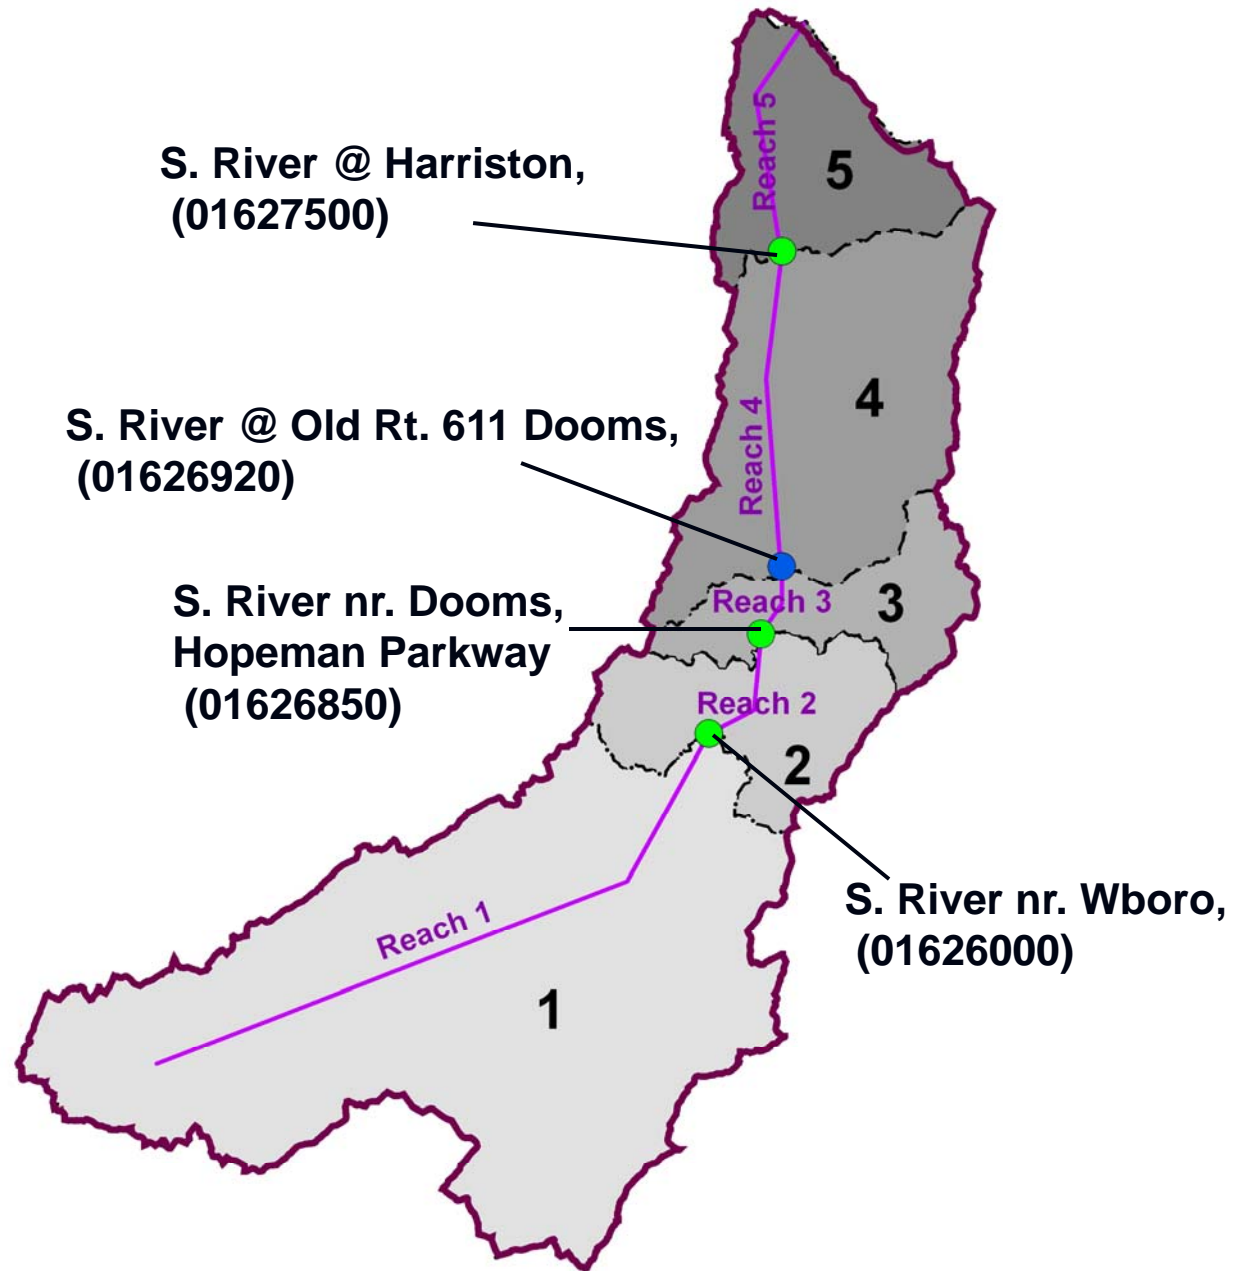 Reach 5
5
S. River @ Harriston,
(01627500)
4
Reach 4
S. River @ Old Rt. 611 Dooms,
(01626920)
S. River nr. Dooms,
Hopeman Parkway
(01626850)
Reach 3
3
Reach 2
2
S. River nr. Wboro,
(01626000)
Reach 1
1